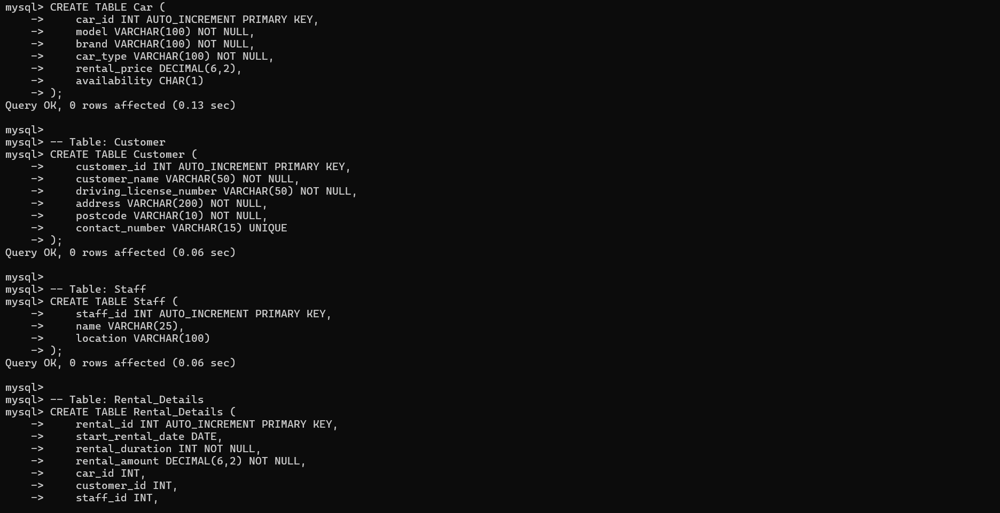 mysql> CREATE TABLE Car (
    ->     car_id INT AUTO_INCREMENT PRIMARY KEY,
    ->     model VARCHAR(100) NOT NULL,
    ->     brand VARCHAR(100) NOT NULL,
    ->     car_type VARCHAR(100) NOT NULL,
    ->     rental_price DECIMAL(6,2),
    ->     availability CHAR(1)
    -> );
Query OK, 0 rows affected (0.13 sec)

mysql>
mysql> -- Table: Customer
mysql> CREATE TABLE Customer (
    ->     customer_id INT AUTO_INCREMENT PRIMARY KEY,
    ->     customer_name VARCHAR(50) NOT NULL,
    ->     driving_license_number VARCHAR(50) NOT NULL,
    ->     address VARCHAR(200) NOT NULL,
    ->     postcode VARCHAR(10) NOT NULL,
    ->     contact_number VARCHAR(15) UNIQUE
    -> );
Query OK, 0 rows affected (0.06 sec)

mysql>
mysql> -- Table: Staff
mysql> CREATE TABLE Staff (
    ->     staff_id INT AUTO_INCREMENT PRIMARY KEY,
    ->     name VARCHAR(25),
    ->     location VARCHAR(100)
    -> );
Query OK, 0 rows affected (0.06 sec)

mysql>
mysql> -- Table: Rental_Details
mysql> CREATE TABLE Rental_Details (
    ->     rental_id INT AUTO_INCREMENT PRIMARY KEY,
    ->     start_rental_date DATE,
    ->     rental_duration INT NOT NULL,
    ->     rental_amount DECIMAL(6,2) NOT NULL,
    ->     car_id INT,
    ->     customer_id INT,
    ->     staff_id INT,